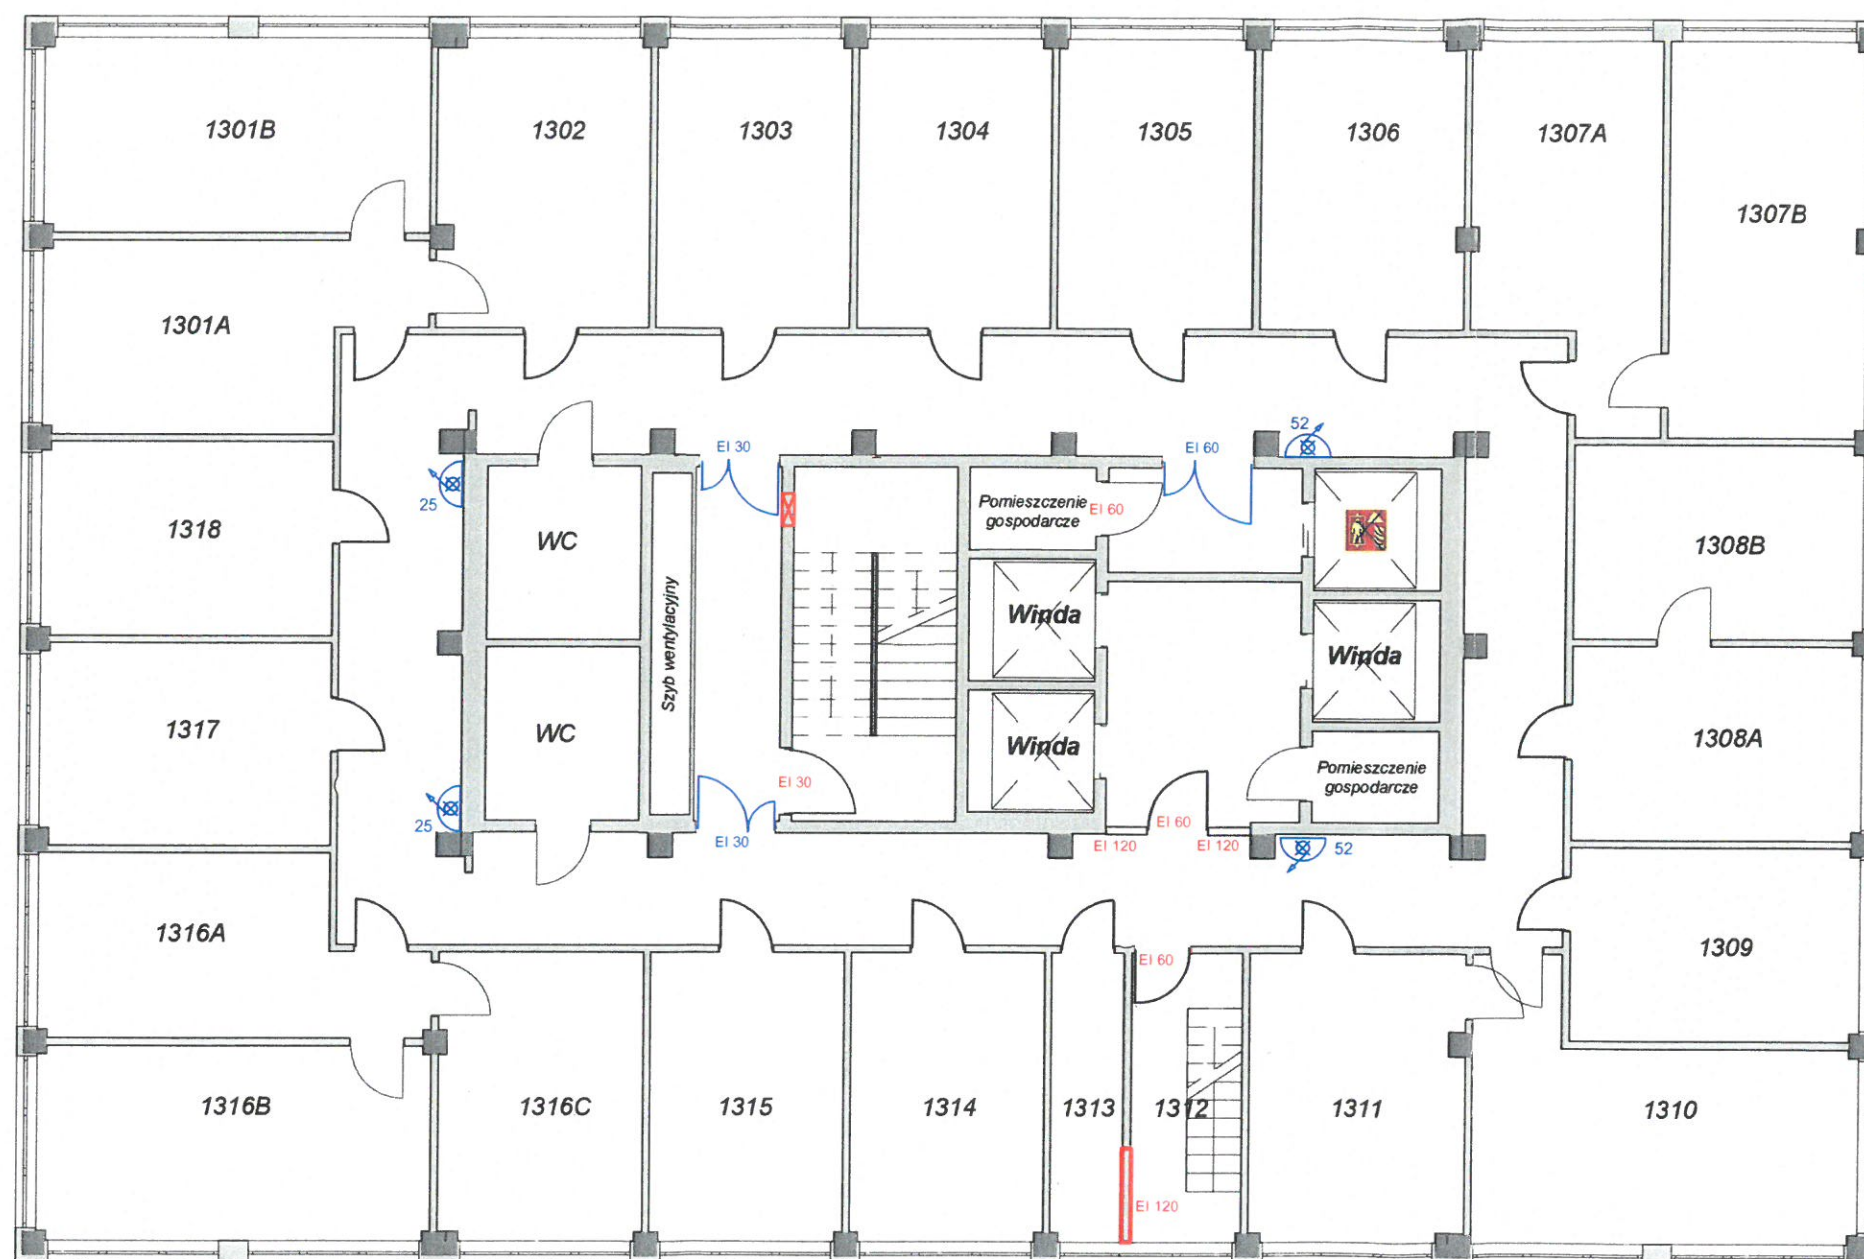 1301B
1302
1303
1304
1305
1306
1307A
1307B
1301A
52
EI 30
EI 60
25
Pomieszczenie
gospodarcze
EI 60
1318
WC
1308B
Szyb wentylacyjny
Winda
Winda
1317
WC
Winda
1308A
EI 30
Pomieszczenie
gospodarcze
25
EI 60
EI 30
EI 120
EI 120
52
1316A
EI 60
1309
1316B
1316C
1315
1314
1313
1312
1311
1310
EI 120